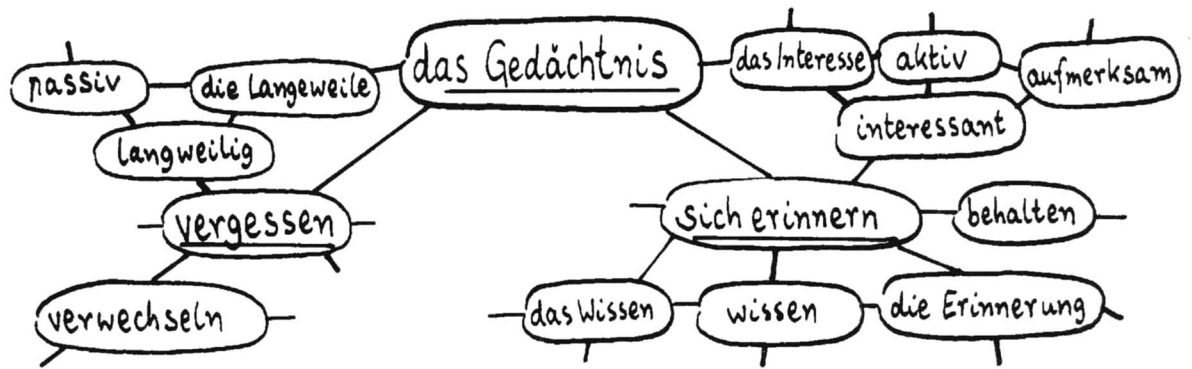 das Gedächtnis
passiv
die Langeweile
langweilig
vergessen
verwechseln
das Interesse
aktiv
aufmerksam
interessant
sich erinnern
behalten
das Wissen
wissen
die Erinnerung